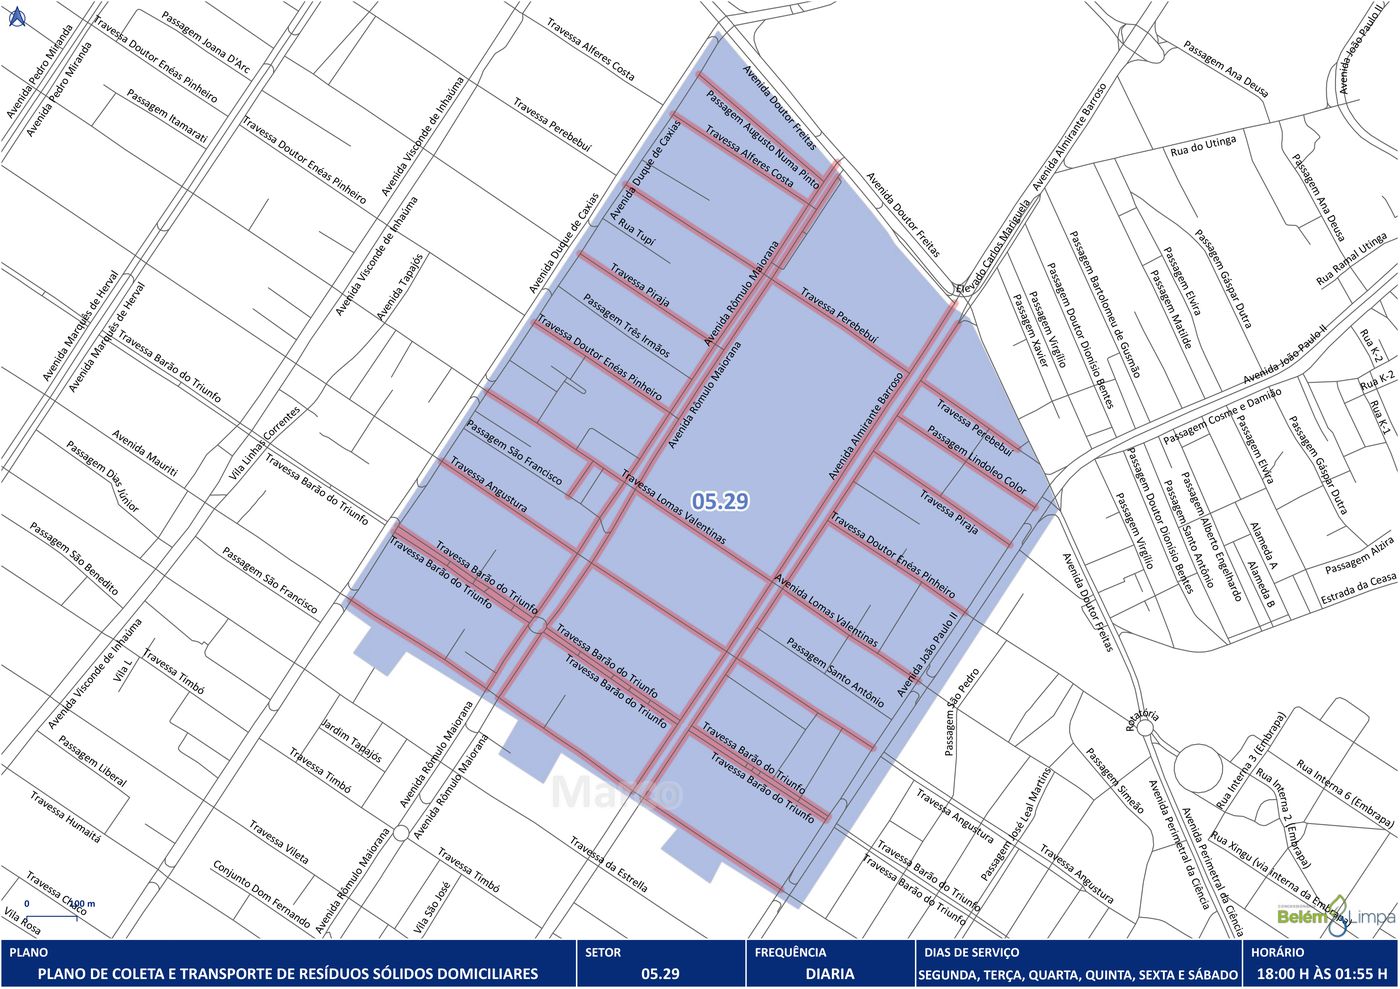 Avenida Pedro Miranda
Avenida Pedro Miranda
Travessa Doutor Enéas Pinheiro
Passagem Joana D'Arc
Passagem Itamarati
Travessa Doutor Enéas Pinheiro
Avenida Visconde de Inhaúma
Avenida Visconde de Inhaúma
Avenida Tapajós
Travessa Alferes Costa
Travessa Perebebuí
Avenida Duque de Caxias
Avenida Duque de Caxias
Avenida Doutor Freitas
Passagem Augusto Numa Pinto
Travessa Alferes Costa
Avenida Doutor Freitas
Elevado Carlos Mariguela
Avenida Almirante Barroso
Passagem Ana Deusa
Avenida João Paulo II
Rua do Utinga
Passagem Ana Deusa
Rua Ramal Utinga
Passagem Gáspar Dutra
Passagem Elvira
Passagem Matilde
Passagem Bartolomeu de Gusmão
Passagem Doutor Dionísio Bentes
Passagem Virgílio
Passagem Xavier
Avenida João Paulo II
Rua K-2
Rua K-2
Rua K-1
Passagem Cosme e Damião
Rua Tupí
Travessa Piraja
Passagem Três Irmãos
Travessa Doutor Enéas Pinheiro
Avenida Rômulo Maiorana
Avenida Rômulo Maiorana
Travessa Perebebuí
Avenida Almirante Barroso
Travessa Perebebuí
Passagem Lindoleo Color
Travessa Piraja
Travessa Doutor Enéas Pinheiro
Avenida Marquês de Herval
Avenida Marquês de Herval
Travessa Barão do Triunfo
Avenida Mauriti
Passagem Dias Júnior
Vila Linhas Correntes
Travessa Barão do Triunfo
Passagem São Francisco
Travessa Angustura
Travessa Lomas Valentinas
05.29
Passagem São Benedito
Passagem São Francisco
Travessa Barão do Triunfo
Travessa Barão do Triunfo
Avenida Lomas Valentinas
Passagem Santo Antônio
Avenida João Paulo II
Avenida Doutor Freitas
Passagem Elvira
Passagem Gáspar Dutra
Passagem Doutor Dionísio Bentes
Passagem Virgílio
Passagem Santo Antônio
Passagem Alberto Engelhardo
Alameda A
Alameda B
Passagem Alzira
Estrada da Ceasa
Avenida Visconde de Inhaúma
Vila L
Travessa Timbó
Travessa Barão do Triunfo
Travessa Barão do Triunfo
Travessa Barão do Triunfo
Travessa Barão do Triunfo
Passagem São Pedro
Rotatória
Passagem Liberal
Travessa Humaitá
Jardim Tapajós
Travessa Timbó
Avenida Rômulo Maiorana
Avenida Rômulo Maiorana
Marco
Passagem Simeão
Passagem José Leal Martins
Travessa Angustura
Travessa Angustura
Travessa Barão do Triunfo
Travessa Barão do Triunfo
Avenida Perimetral da Ciência
Avenida Perimetral da Ciência
Rua Interna 3 (Embrapa)
Rua Interna 2 (Embrapa)
Rua Interna 6 (Embrapa)
Rua Xingu (via interna da Embrapa)
Travessa Vileta
Conjunto Dom Fernando
Avenida Rômulo Maiorana
Travessa Timbó
Vila São José
Travessa da Estrella
Travessa Chaco
Vila Rosa
0 100 m
Belém Limpa
PLANO
PLANO DE COLETA E TRANSPORTE DE RESÍDUOS SÓLIDOS DOMICILIARES
SETOR
05.29
FREQUÊNCIA
DIARIA
DIAS DE SERVIÇO
SEGUNDA, TERÇA, QUARTA, QUINTA, SEXTA E SÁBADO
HORÁRIO
18:00 H ÀS 01:55 H